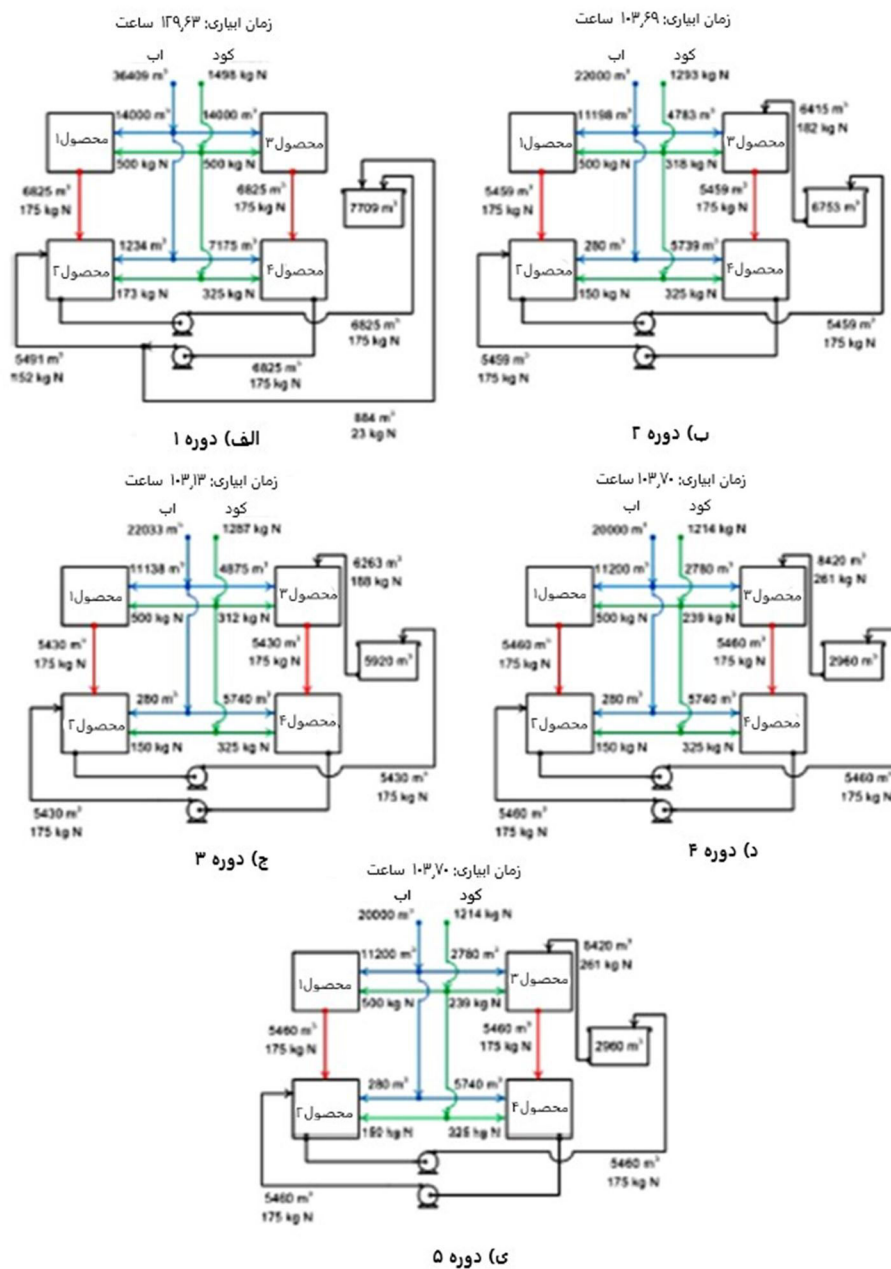 زمان ابیاری: ۱۲۹٫۶۳ ساعت
اب
کود
36409 m³
1498 kg N
14000 m³
14000 m³
محصول۱
محصول۳
500 kg N
500 kg N
6825 m³
175 kg N
6825 m³
175 kg N
7709 m³
1234 m³
7175 m³
محصول۲
محصول۴
173 kg N
325 kg N
6825 m³
175 kg N
5491 m³
152 kg N
6825 m³
175 kg N
884 m³
23 kg N
الف) دوره ۱
زمان ابیاری: ۱۰۳٫۶۹ ساعت
اب
کود
22000 m³
1293 kg N
11198 m³
4783 m³
محصول۱
محصول۳
6415 m³
182 kg N
500 kg N
318 kg N
5459 m³
175 kg N
5459 m³
175 kg N
6753 m³
280 m³
5739 m³
محصول۲
محصول۴
150 kg N
325 kg N
5459 m³
175 kg N
5459 m³
175 kg N
ب) دوره ۲
زمان ابیاری: ۱۰۳٫۱۳ ساعت
اب
کود
22033 m³
1287 kg N
11138 m³
4875 m³
محصول۱
محصول۳
6263 m³
188 kg N
500 kg N
312 kg N
5430 m³
175 kg N
5430 m³
175 kg N
5920 m³
280 m³
5740 m³
محصول۲
محصول۴
150 kg N
325 kg N
5430 m³
175 kg N
5430 m³
175 kg N
ج) دوره ۳
زمان ابیاری: ۱۰۳٫۷۰ ساعت
اب
کود
20000 m³
1214 kg N
11200 m³
2780 m³
محصول۱
محصول۳
8420 m³
261 kg N
500 kg N
239 kg N
5460 m³
175 kg N
5460 m³
175 kg N
2960 m³
280 m³
5740 m³
محصول۲
محصول۴
150 kg N
325 kg N
5460 m³
175 kg N
5460 m³
175 kg N
د) دوره ۴
زمان ابیاری: ۱۰۳٫۷۰ ساعت
اب
کود
20000 m³
1214 kg N
11200 m³
2780 m³
محصول۱
محصول۳
8420 m³
261 kg N
500 kg N
239 kg N
5460 m³
175 kg N
5460 m³
175 kg N
2960 m³
280 m³
5740 m³
محصول۲
محصول۴
150 kg N
325 kg N
5460 m³
175 kg N
5460 m³
175 kg N
ی) دوره ۵